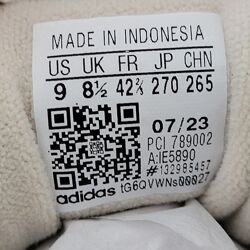 MADE IN INDONESIA
US UK FR JP CHN
9 8½ 42⅔ 270 265
07/23
PCI 789002
A:IE5890
#132985457
adidas tG6QVWNs00027